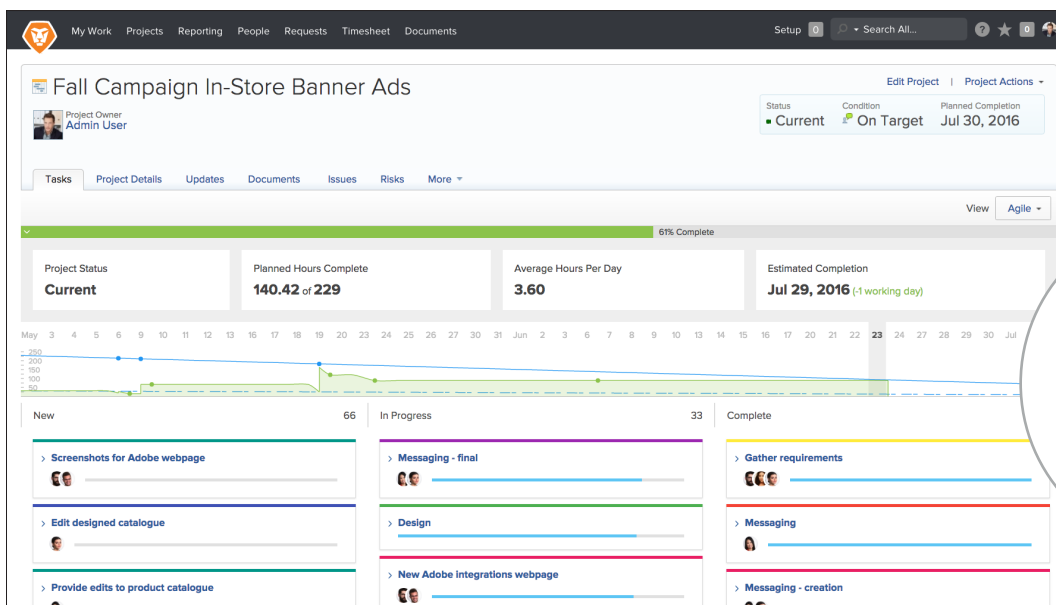 My Work Projects Reporting People Requests Timesheet Documents Setup 0 Search All... ? 0
Fall Campaign In-Store Banner Ads
Edit Project | Project Actions
Project Owner
Admin User
Status Condition Planned Completion
Current On Target Jul 30, 2016
Tasks Project Details Updates Documents Issues Risks More
View Agile
61% Complete
Project Status Planned Hours Complete Average Hours Per Day Estimated Completion
Current 140.42 of 229 3.60 Jul 29, 2016 (-1 working day)
May 3 4 5 6 9 10 11 12 13 16 17 18 19 20 23 24 25 26 27 30 31 Jun 2 3 6 7 8 9 10 13 14 15 16 17 20 21 22 23 24 27 28 29 30 Jul
250
200
150
100
50
New 66 In Progress 33 Complete
Screenshots for Adobe webpage Messaging - final Gather requirements
Edit designed catalogue Design Messaging
New Adobe integrations webpage
Provide edits to product catalogue Messaging - creation